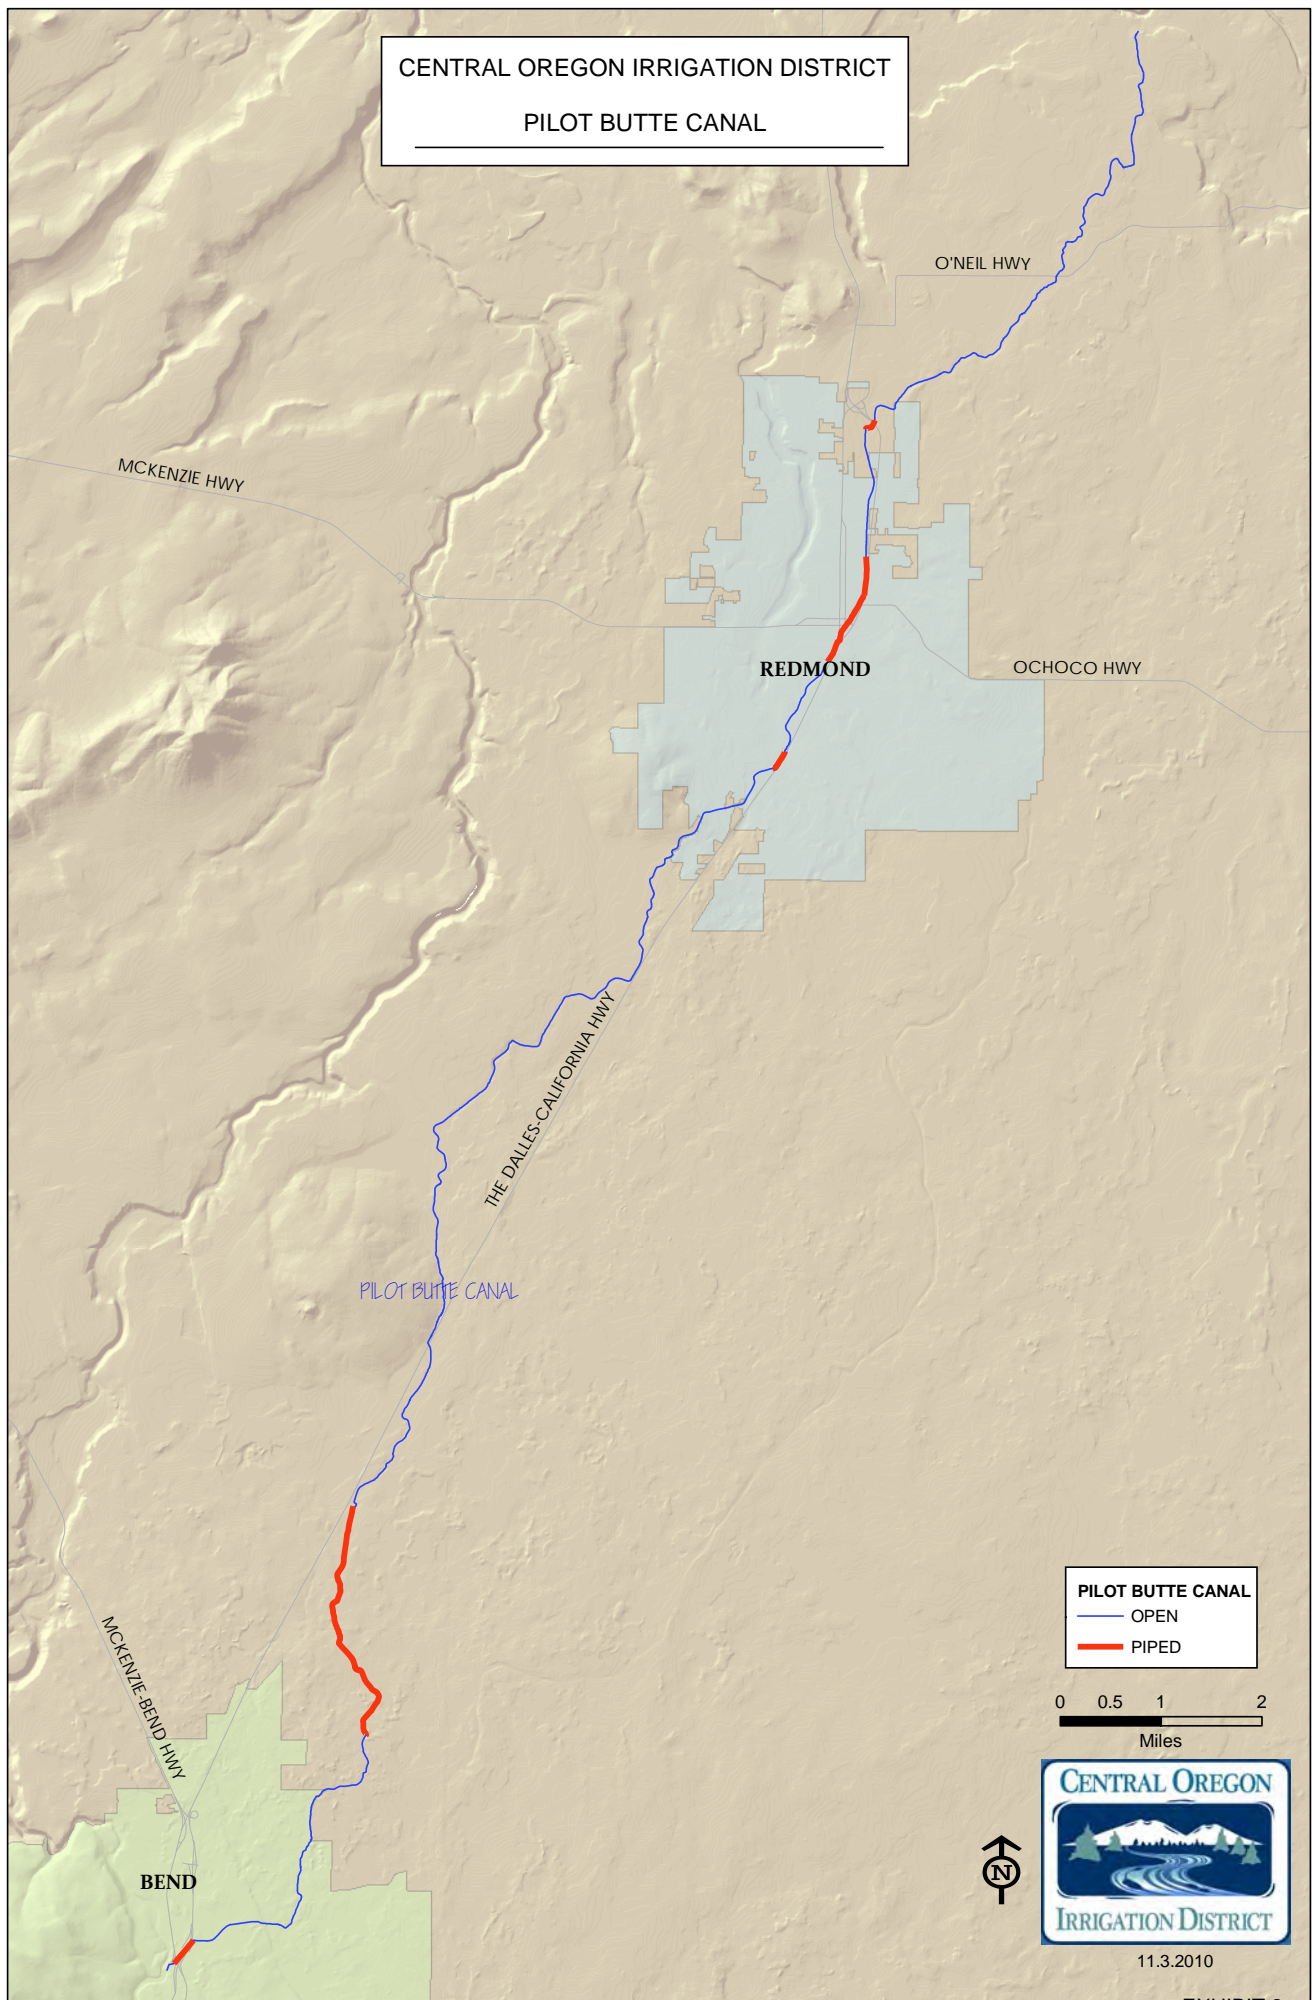 CENTRAL OREGON IRRIGATION DISTRICT
PILOT BUTTE CANAL
O'NEIL HWY
MCKENZIE HWY
REDMOND
OCHOCO HWY
THE DALLES-CALIFORNIA HWY
PILOT BUTTE CANAL
MCKENZIE-BEND HWY
BEND
PILOT BUTTE CANAL
OPEN
PIPED
0 0.5 1 2
Miles
CENTRAL OREGON
N
IRRIGATION DISTRICT
11.3.2010